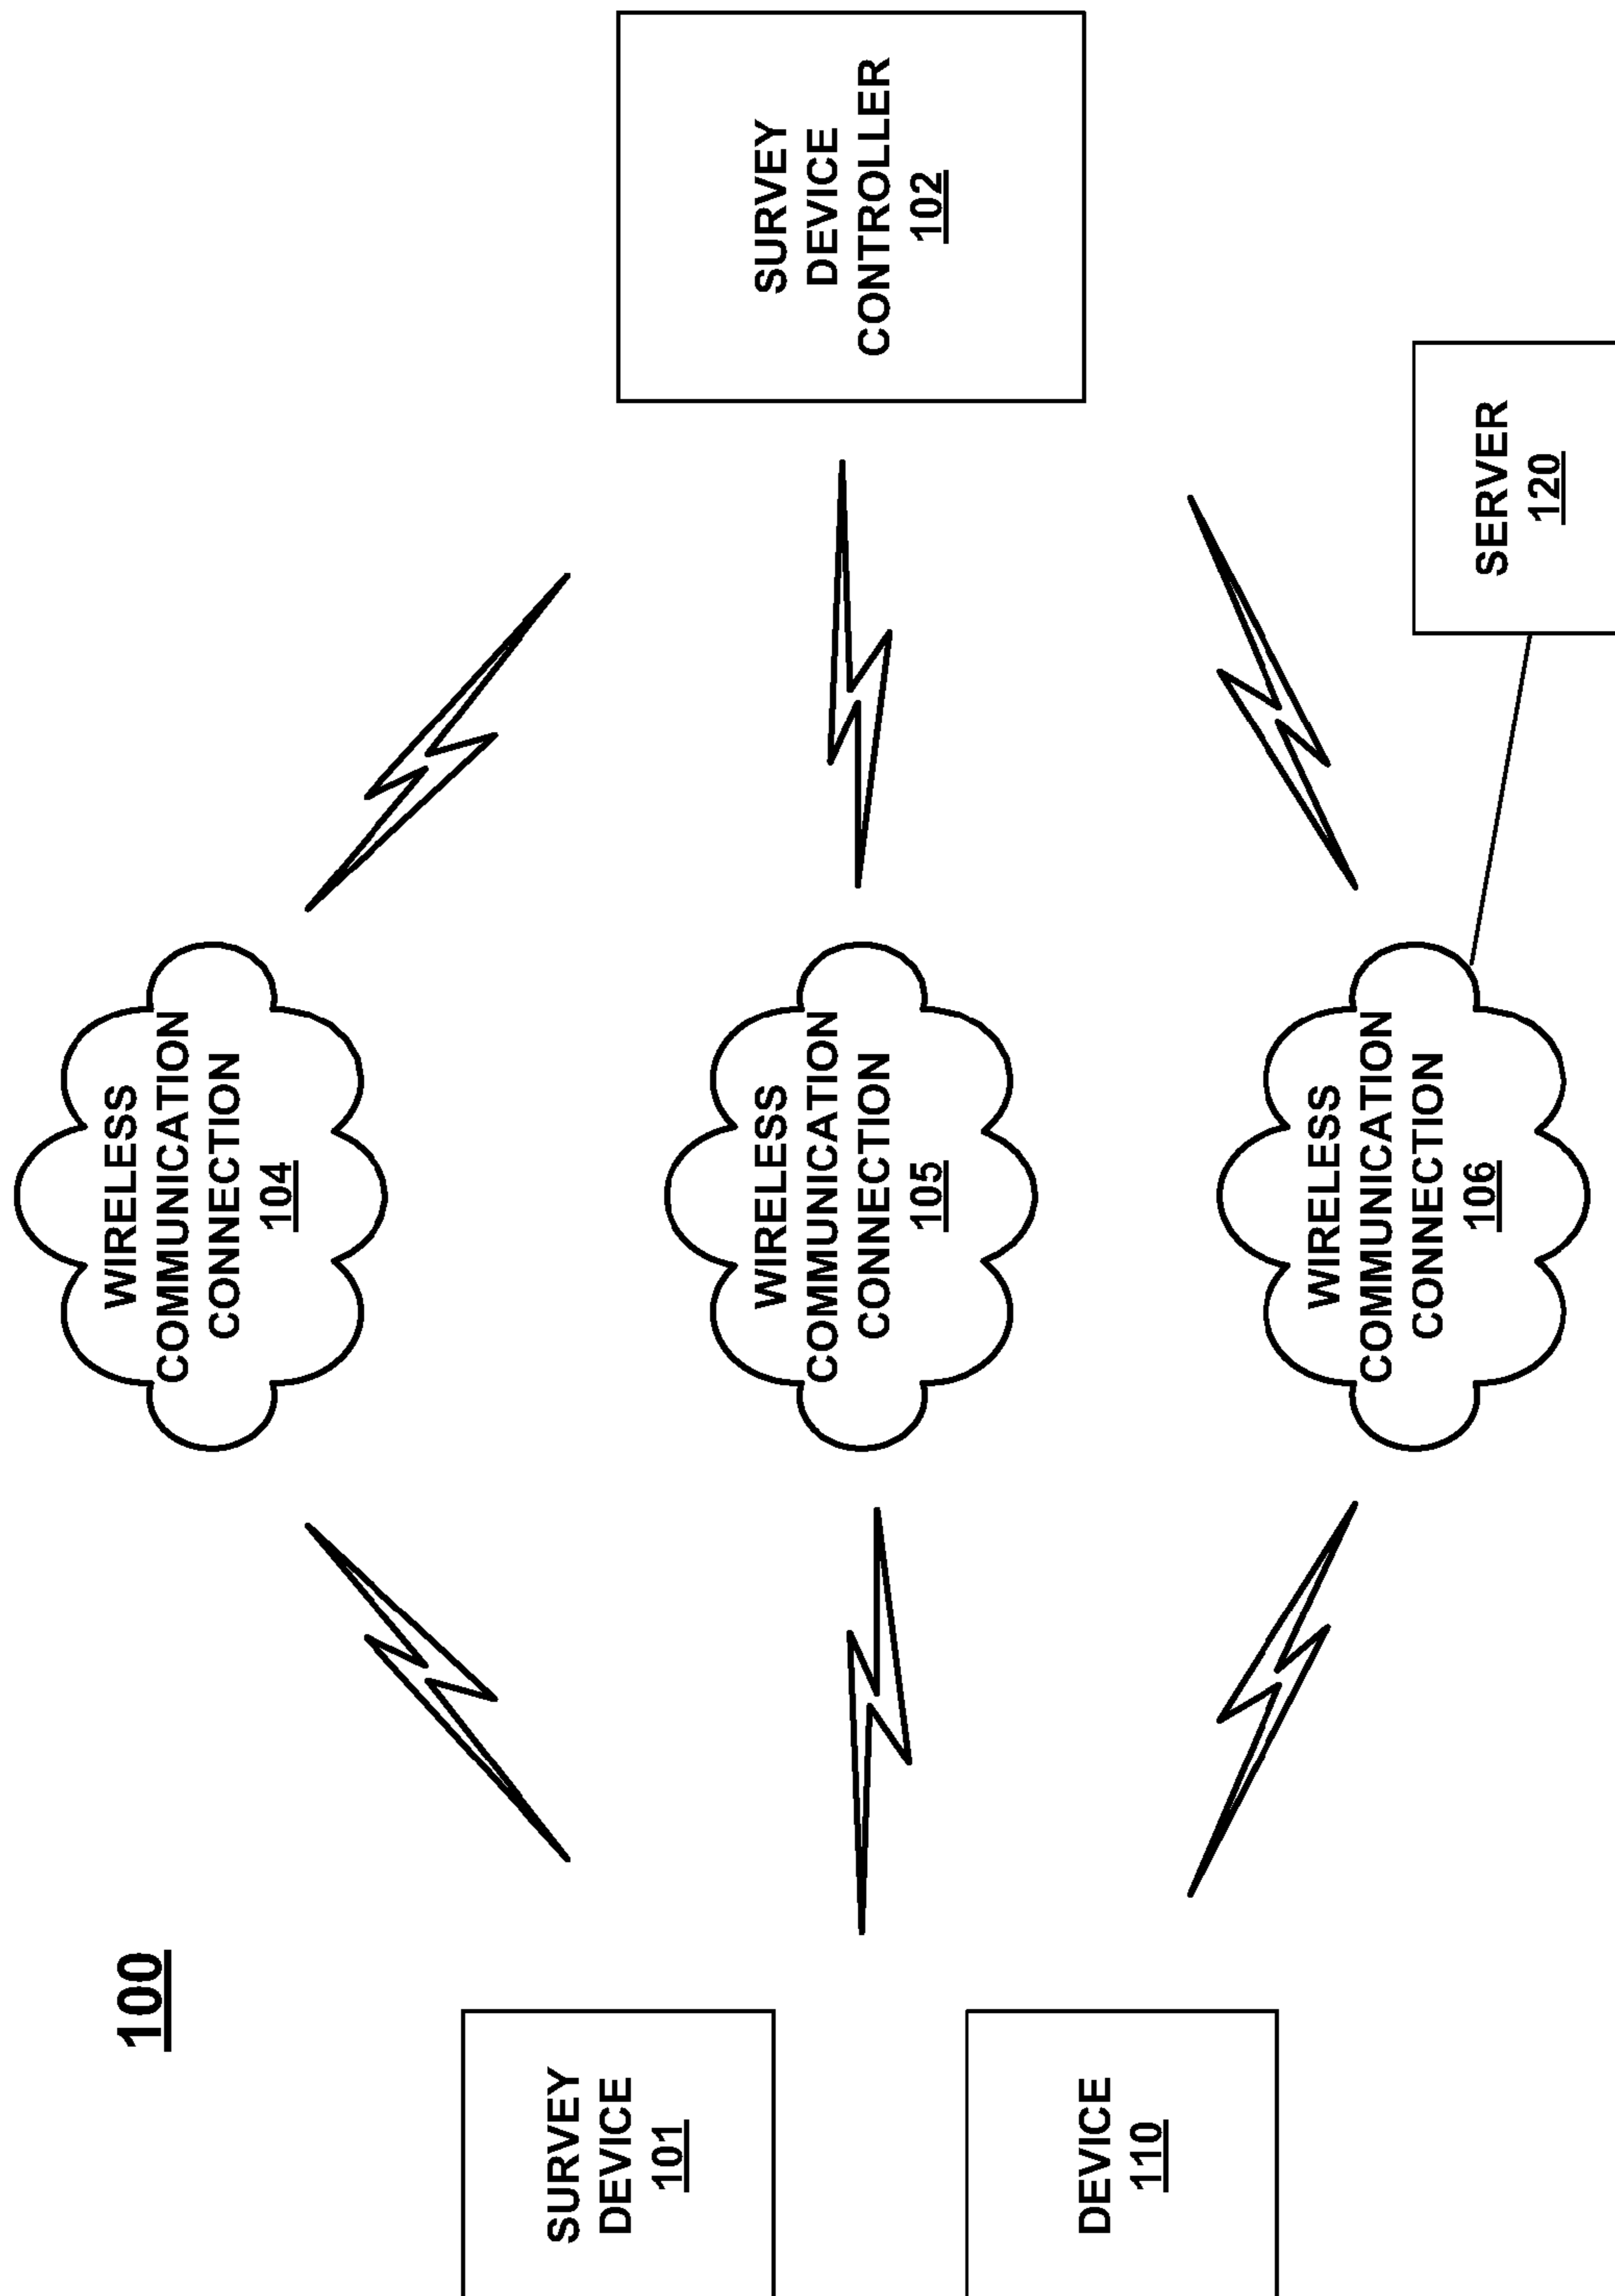 100
WIRELESS
COMMUNICATION
CONNECTION
104
SURVEY
DEVICE
101
WIRELESS
COMMUNICATION
CONNECTION
105
SURVEY
DEVICE
CONTROLLER
102
DEVICE
110
WIRELESS
COMMUNICATION
CONNECTION
106
SERVER
120